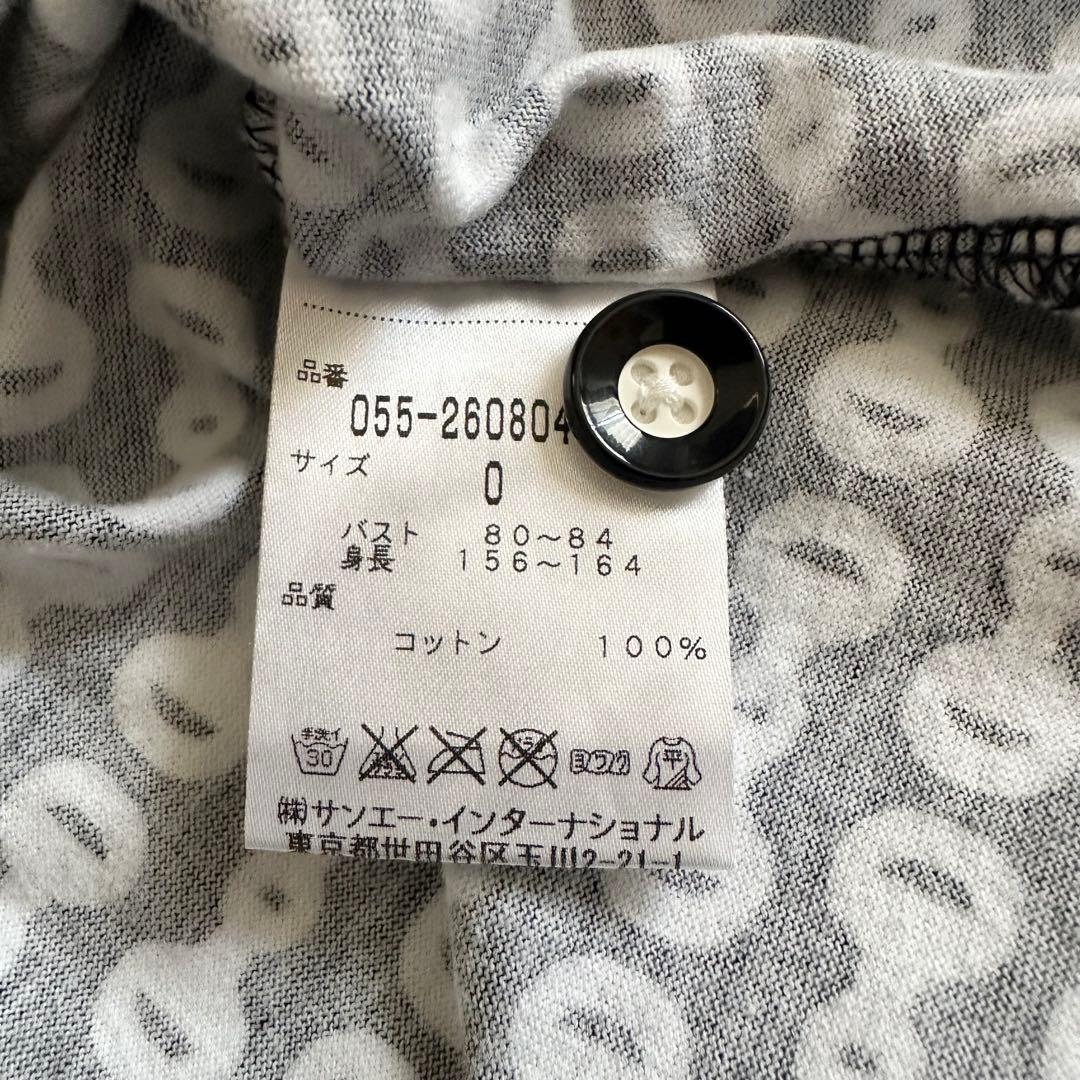 品番
055-260804
サイズ
0
バスト 80～84
身長 156～164
品質
コットン 100%
手洗イ
30
ヨワク
平
㈱サンエー・インターナショナル
東京都世田谷区玉川2-21-1